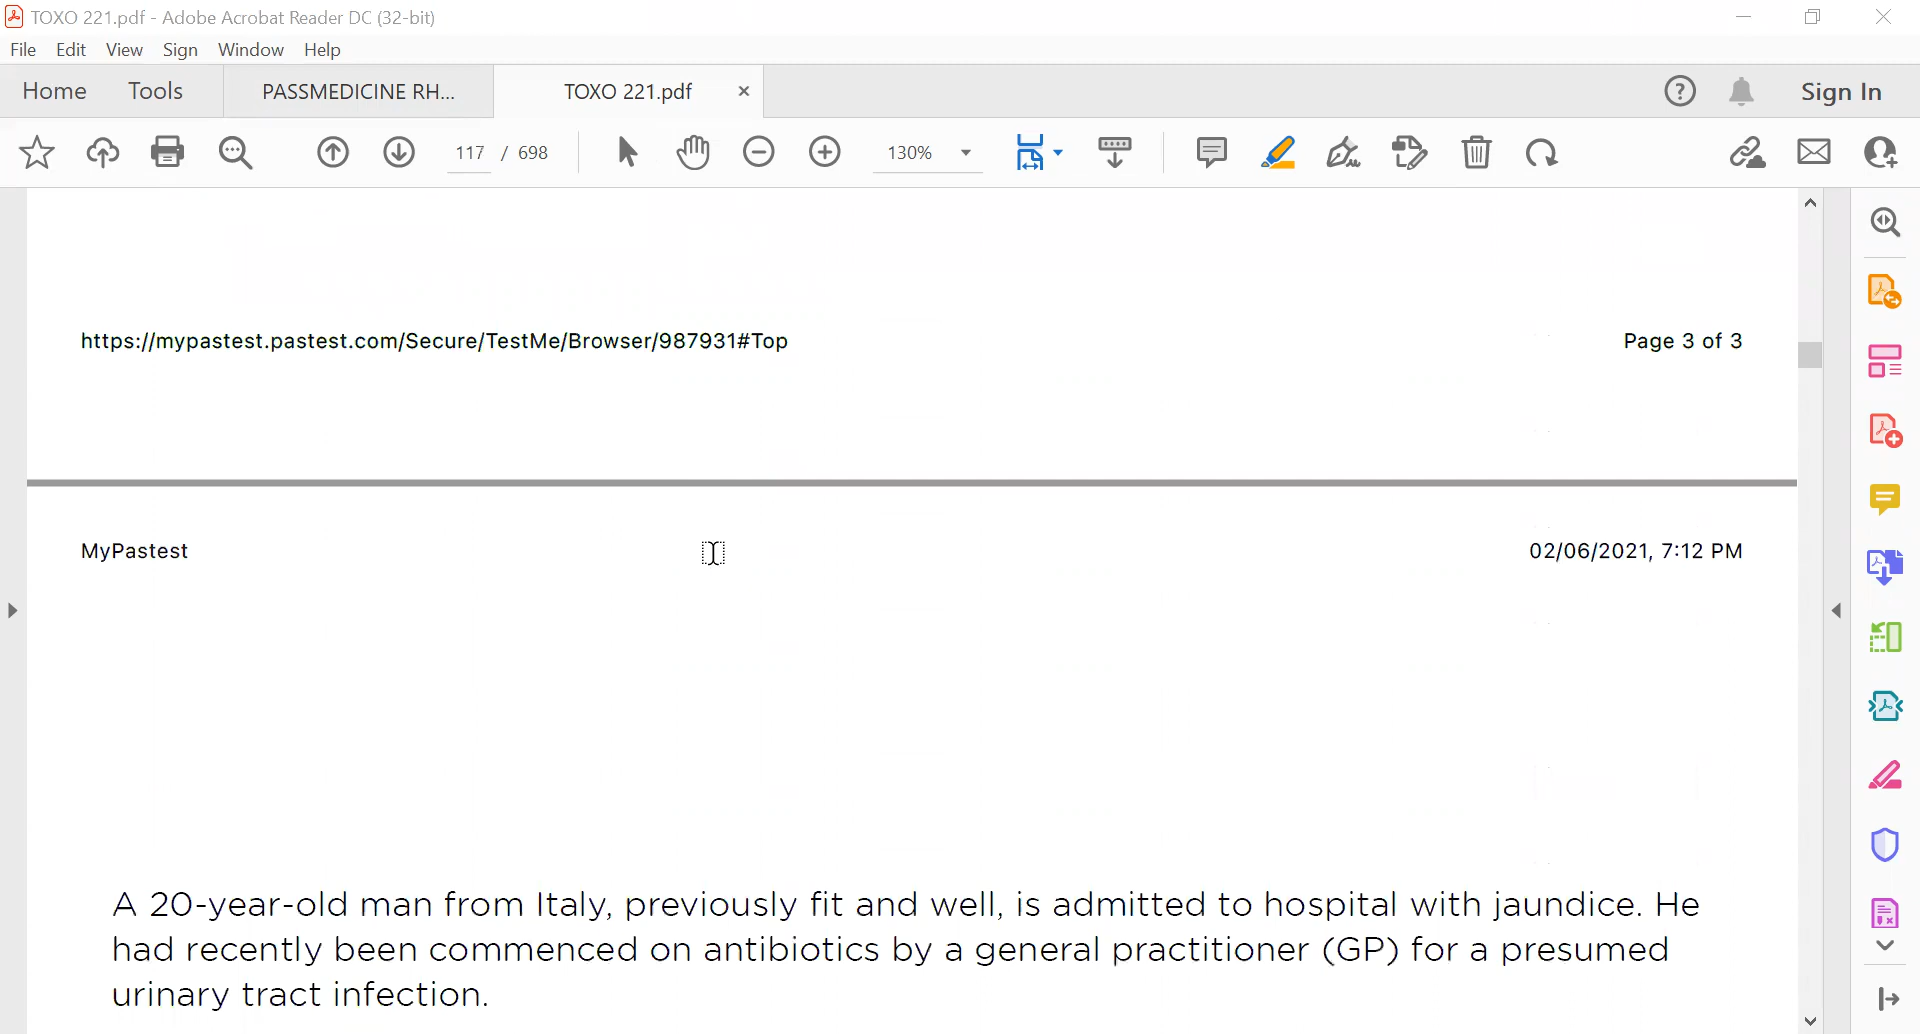 TOXO 221.pdf - Adobe Acrobat Reader DC (32-bit)
File Edit View Sign Window Help
Home Tools PASSMEDICINE RH... TOXO 221.pdf × Sign In
117 / 698 130%
https://mypastest.pastest.com/Secure/TestMe/Browser/987931#Top Page 3 of 3
MyPastest 02/06/2021, 7:12 PM
A 20-year-old man from Italy, previously fit and well, is admitted to hospital with jaundice. He
had recently been commenced on antibiotics by a general practitioner (GP) for a presumed
urinary tract infection.